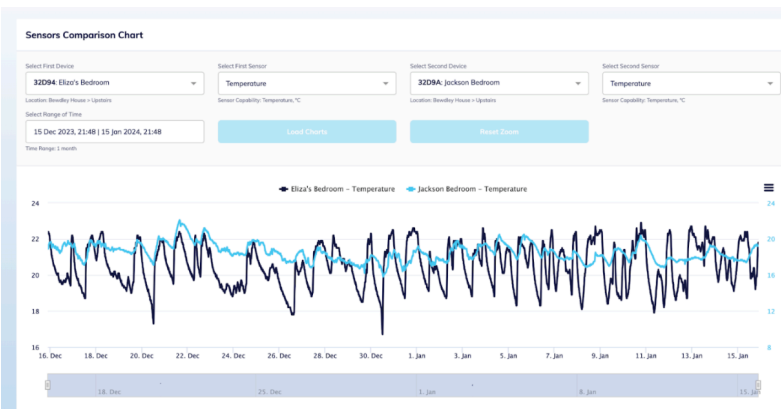 Sensors Comparison Chart
Select First Device
Select First Sensor
Select Second Device
Select Second Sensor
32D94: Eliza's Bedroom
Temperature
32D9A: Jackson Bedroom
Temperature
Location: Bewdley House > Upstairs
Sensor Capability: Temperature, °C
Location: Bewdley House > Upstairs
Sensor Capability: Temperature, °C
Select Range of Time
15 Dec 2023, 21:48 | 15 Jan 2024, 21:48
Load Charts
Reset Zoom
Time Range: 1 month
Eliza's Bedroom - Temperature
Jackson Bedroom - Temperature
24
24
22
20
20
16
18
12
16
8
16. Dec
18. Dec
20. Dec
22. Dec
24. Dec
26. Dec
28. Dec
30. Dec
1. Jan
3. Jan
5. Jan
7. Jan
9. Jan
11. Jan
13. Jan
15. Jan
18. Dec
25. Dec
1. Jan
8. Jan
15. Jan